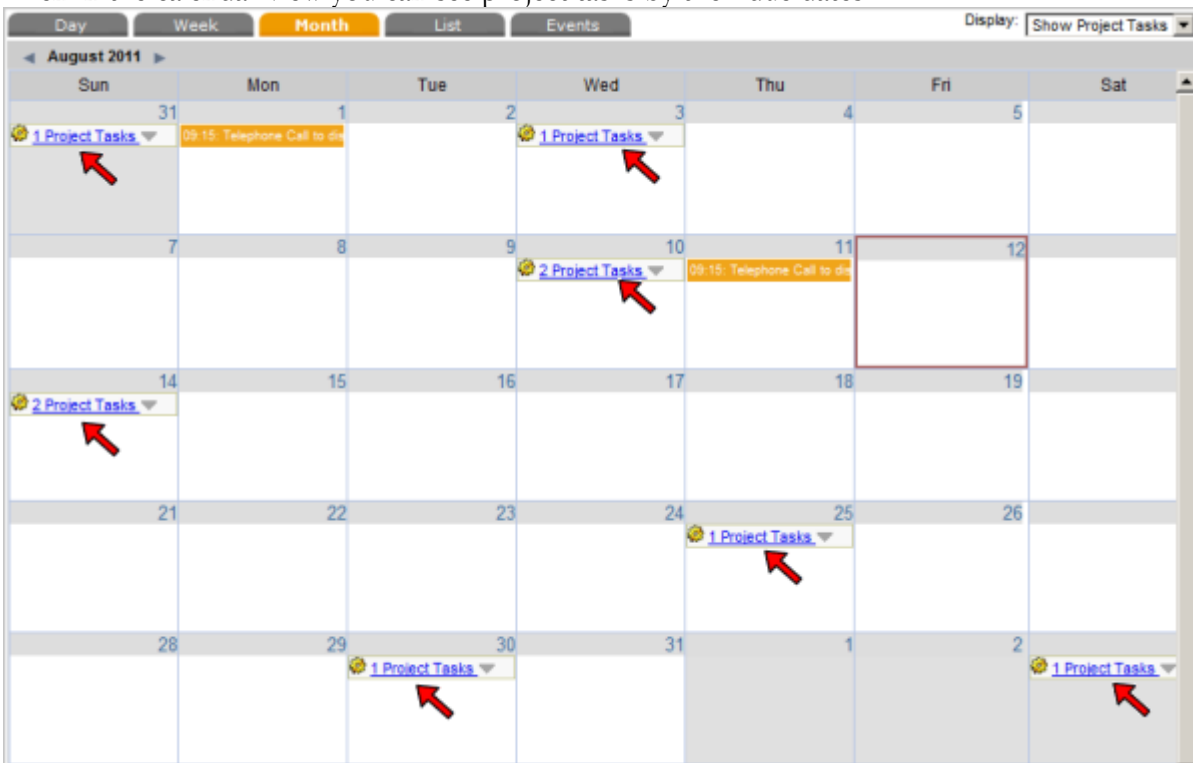 Day Week Month List Events Display: Show Project Tasks
August 2011
Sun Mon Tue Wed Thu Fri Sat
31 1 2 3 4 5
1 Project Tasks 09:15: Telephone Call to dis 1 Project Tasks
7 8 9 10 11 12
2 Project Tasks 09:15: Telephone Call to dis
14 15 16 17 18 19
2 Project Tasks
21 22 23 24 25 26
1 Project Tasks
28 29 30 31 1 2
1 Project Tasks 1 Project Tasks